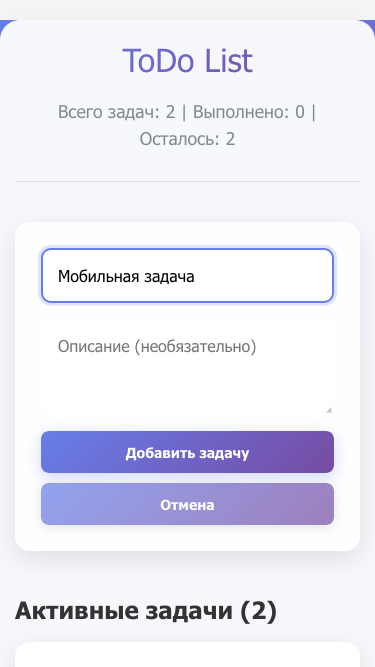 ToDo List
Всего задач: 2 | Выполнено: 0 |
Осталось: 2
Мобильная задача
Описание (необязательно)
Добавить задачу
Отмена
Активные задачи (2)